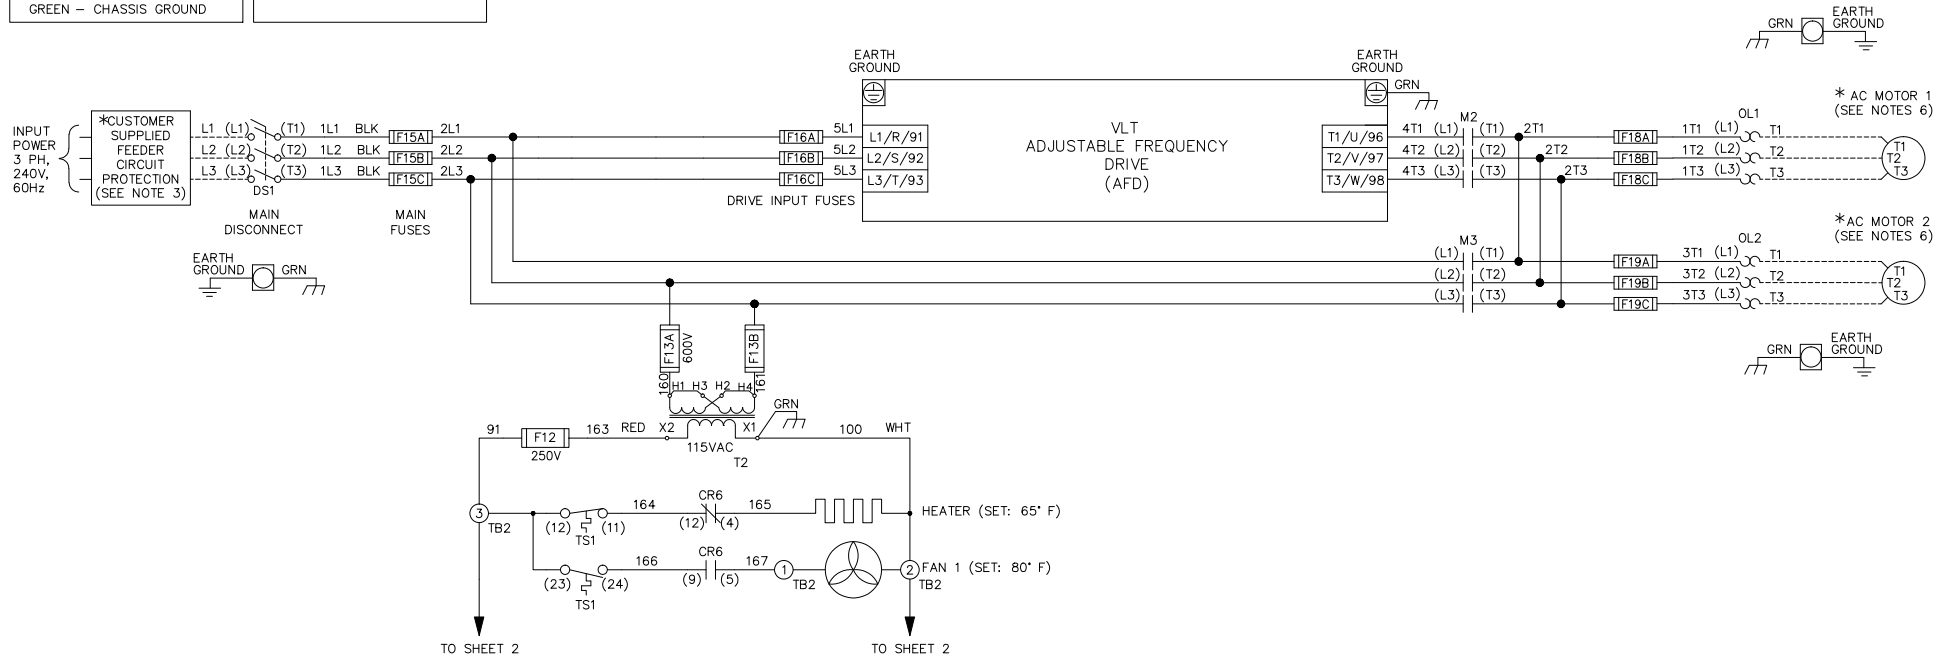 GREEN – CHASSIS GROUND
GRN
EARTH
GROUND
EARTH
GROUND
EARTH
GROUND
GRN
INPUT
POWER
3 PH,
240V,
60Hz
*CUSTOMER
SUPPLIED
FEEDER
CIRCUIT
PROTECTION
(SEE NOTE 3)
L1 (L1) (T1) 1L1 BLK F15A 2L1
L2 (L2) (T2) 1L2 BLK F15B 2L2
L3 (L3) (T3) 1L3 BLK F15C 2L3
DS1
MAIN
DISCONNECT
MAIN
FUSES
F16A 5L1 L1/R/91
F16B 5L2 L2/S/92
F16C 5L3 L3/T/93
DRIVE INPUT FUSES
VLT
ADJUSTABLE FREQUENCY
DRIVE
(AFD)
M2
T1/U/96 4T1 (L1) (T1) 2T1
T2/V/97 4T2 (L2) (T2) 2T2
T3/W/98 4T3 (L3) (T3) 2T3
OL1
F18A 1T1 (L1) T1
F18B 1T2 (L2) T2
F18C 1T3 (L3) T3
* AC MOTOR 1
(SEE NOTES 6)
T1
T2
T3
EARTH
GROUND
GRN
M3
(L1) (T1)
(L2) (T2)
(L3) (T3)
OL2
F19A 3T1 (L1) T1
F19B 3T2 (L2) T2
F19C 3T3 (L3) T3
*AC MOTOR 2
(SEE NOTES 6)
T1
T2
T3
GRN
EARTH
GROUND
F13A
600V
F13B
160
161
H1 H3 H2 H4
GRN
91 F12 163 RED X2 X1 100 WHT
250V
115VAC
T2
3
TB2
(12) (11)
TS1
164
CR6
(12) (4)
165
HEATER (SET: 65° F)
(23) (24)
TS1
166
CR6
(9) (5)
167
1
TB2
2
TB2
FAN 1 (SET: 80° F)
TO SHEET 2
TO SHEET 2